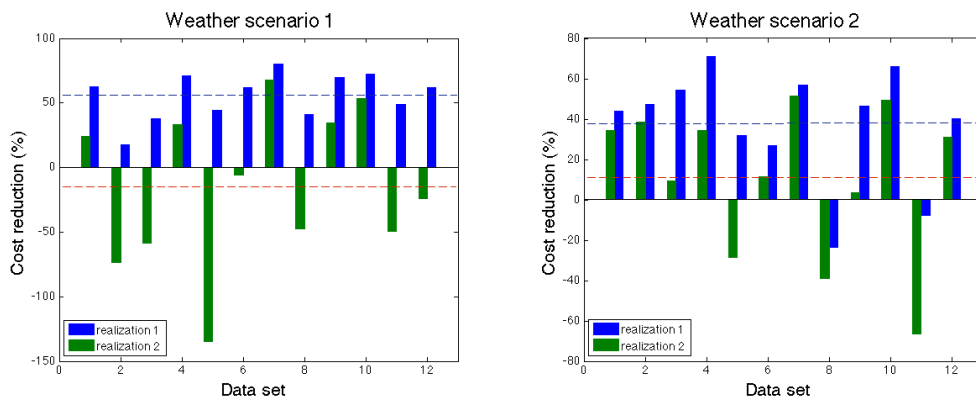 Weather scenario 1
Cost reduction (%)
100
50
0
-50
-100
-150
realization 1
realization 2
0 2 4 6 8 10 12
Data set
Weather scenario 2
Cost reduction (%)
80
60
40
20
0
-20
-40
-60
-80
realization 1
realization 2
0 2 4 6 8 10 12
Data set